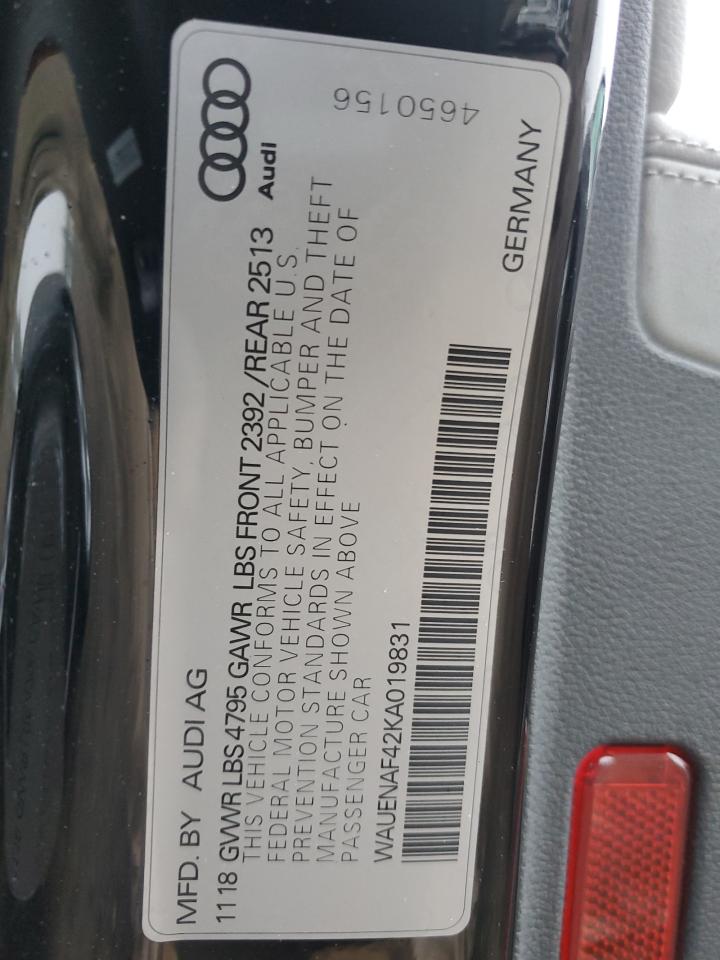 MFD. BY AUDI AG
1118 GVWR LBS 4795 GAWR LBS FRONT 2392 /REAR 2513
THIS VEHICLE CONFORMS TO ALL APPLICABLE U.S.
FEDERAL MOTOR VEHICLE SAFETY, BUMPER AND THEFT
PREVENTION STANDARDS IN EFFECT ON THE DATE OF
MANUFACTURE SHOWN ABOVE
PASSENGER CAR
WAUENAF42KA019831
Audi
GERMANY
4650156